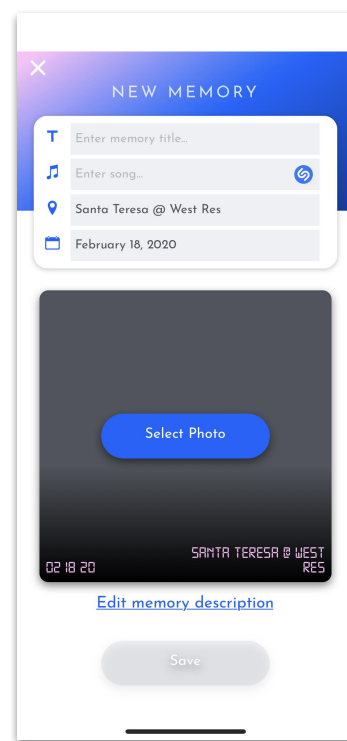 NEW MEMORY
T
Enter memory title...
Enter song...
Santa Teresa @ West Res
February 18, 2020
Select Photo
SANTA TERESA @ WEST
RES
02 18 20
Edit memory description
Save